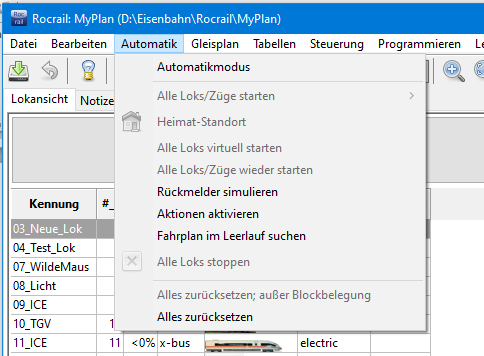 Roc rail Rocrail: MyPlan (D:\Eisenbahn\Rocrail\MyPlan)
Datei Bearbeiten Automatik Gleisplan Tabellen Steuerung Programmieren
Automatikmodus
Lokansicht Notize
Alle Loks/Züge starten
Heimat-Standort
Alle Loks virtuell starten
Alle Loks/Züge wieder starten
Rückmelder simulieren
Aktionen aktivieren
Fahrplan im Leerlauf suchen
Alle Loks stoppen
Alles zurücksetzen; außer Blockbelegung
Alles zurücksetzen
Kennung #_
03_Neue_Lok
04_Test_Lok
07_WildeMaus
08_Licht
09_ICE
10_TGV 1
11_ICE 11 <0% x-bus electric